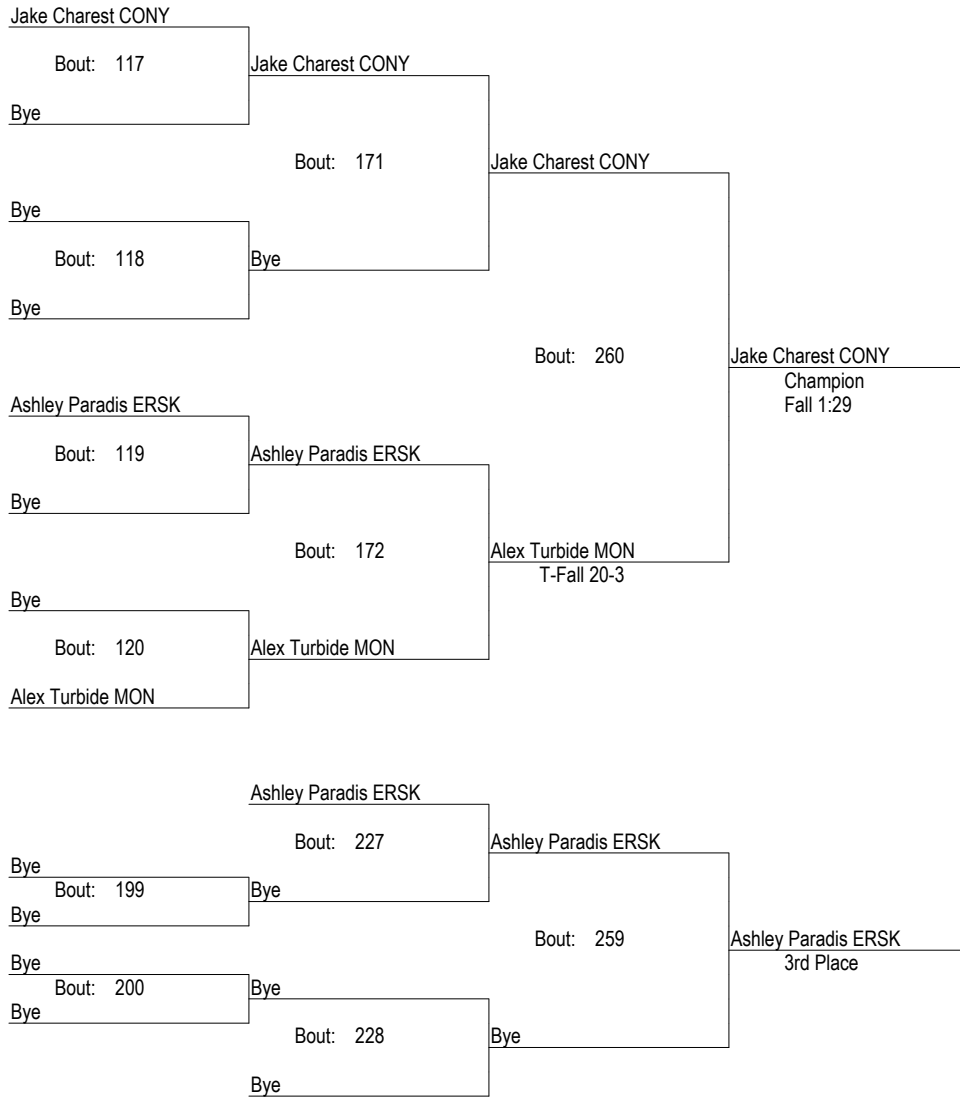 Jake Charest CONY
Bout: 117
Jake Charest CONY
Bye
Bout: 171
Jake Charest CONY
Bye
Bout: 118
Bye
Bye
Bout: 260
Jake Charest CONY
Champion
Fall 1:29
Ashley Paradis ERSK
Bout: 119
Ashley Paradis ERSK
Bye
Bout: 172
Alex Turbide MON
T-Fall 20-3
Bye
Bout: 120
Alex Turbide MON
Alex Turbide MON
Ashley Paradis ERSK
Bout: 227
Ashley Paradis ERSK
Bye
Bout: 199
Bye
Bye
Bout: 259
Ashley Paradis ERSK
3rd Place
Bye
Bout: 200
Bye
Bye
Bout: 228
Bye
Bye